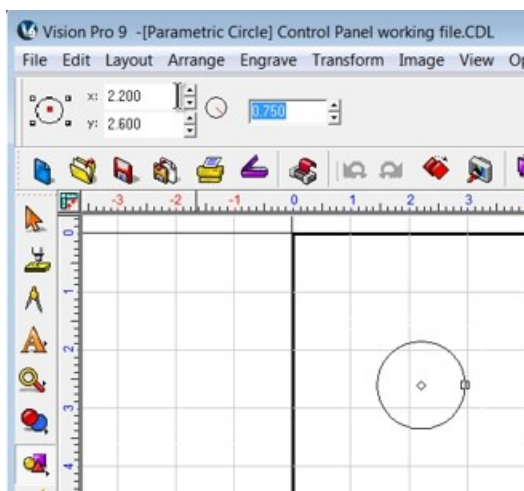 Vision Pro 9 -[Parametric Circle] Control Panel working file.CDL
File Edit Layout Arrange Engrave Transform Image View
x: 2.200
y: 2.600
0.750
-3 -2 -1 0 1 2 3
0
1
2
3
4